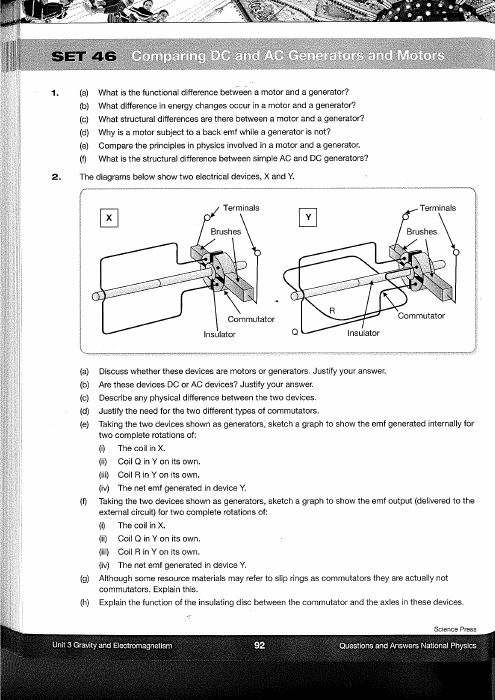 SET 46 Comparing DC and AC Generators and Motors
1. (a) What is the functional difference between a motor and a generator?
(b) What difference in energy changes occur in a motor and a generator?
(c) What structural differences are there between a motor and a generator?
(d) Why is a motor subject to a back emf while a generator is not?
(e) Compare the principles in physics involved in a motor and a generator.
(f) What is the structural difference between simple AC and DC generators?
2. The diagrams below show two electrical devices, X and Y.
X
Terminals
Brushes
Commutator
Insulator
Y
Terminals
Brushes
R
Commutator
Q
Insulator
(a) Discuss whether these devices are motors or generators. Justify your answer.
(b) Are these devices DC or AC devices? Justify your answer.
(c) Describe any physical difference between the two devices.
(d) Justify the need for the two different types of commutators.
(e) Taking the two devices shown as generators, sketch a graph to show the emf generated internally for
two complete rotations of:
(i) The coil in X.
(ii) Coil Q in Y on its own.
(iii) Coil R in Y on its own.
(iv) The net emf generated in device Y.
(f) Taking the two devices shown as generators, sketch a graph to show the emf output (delivered to the
external circuit) for two complete rotations of:
(i) The coil in X.
(ii) Coil Q in Y on its own.
(iii) Coil R in Y on its own.
(iv) The net emf generated in device Y.
(g) Although some resource materials may refer to slip rings as commutators they are actually not
commutators. Explain this.
(h) Explain the function of the insulating disc between the commutator and the axles in these devices.
Science Press
Unit 3 Gravity and Electromagnetism 92 Questions and Answers National Physics